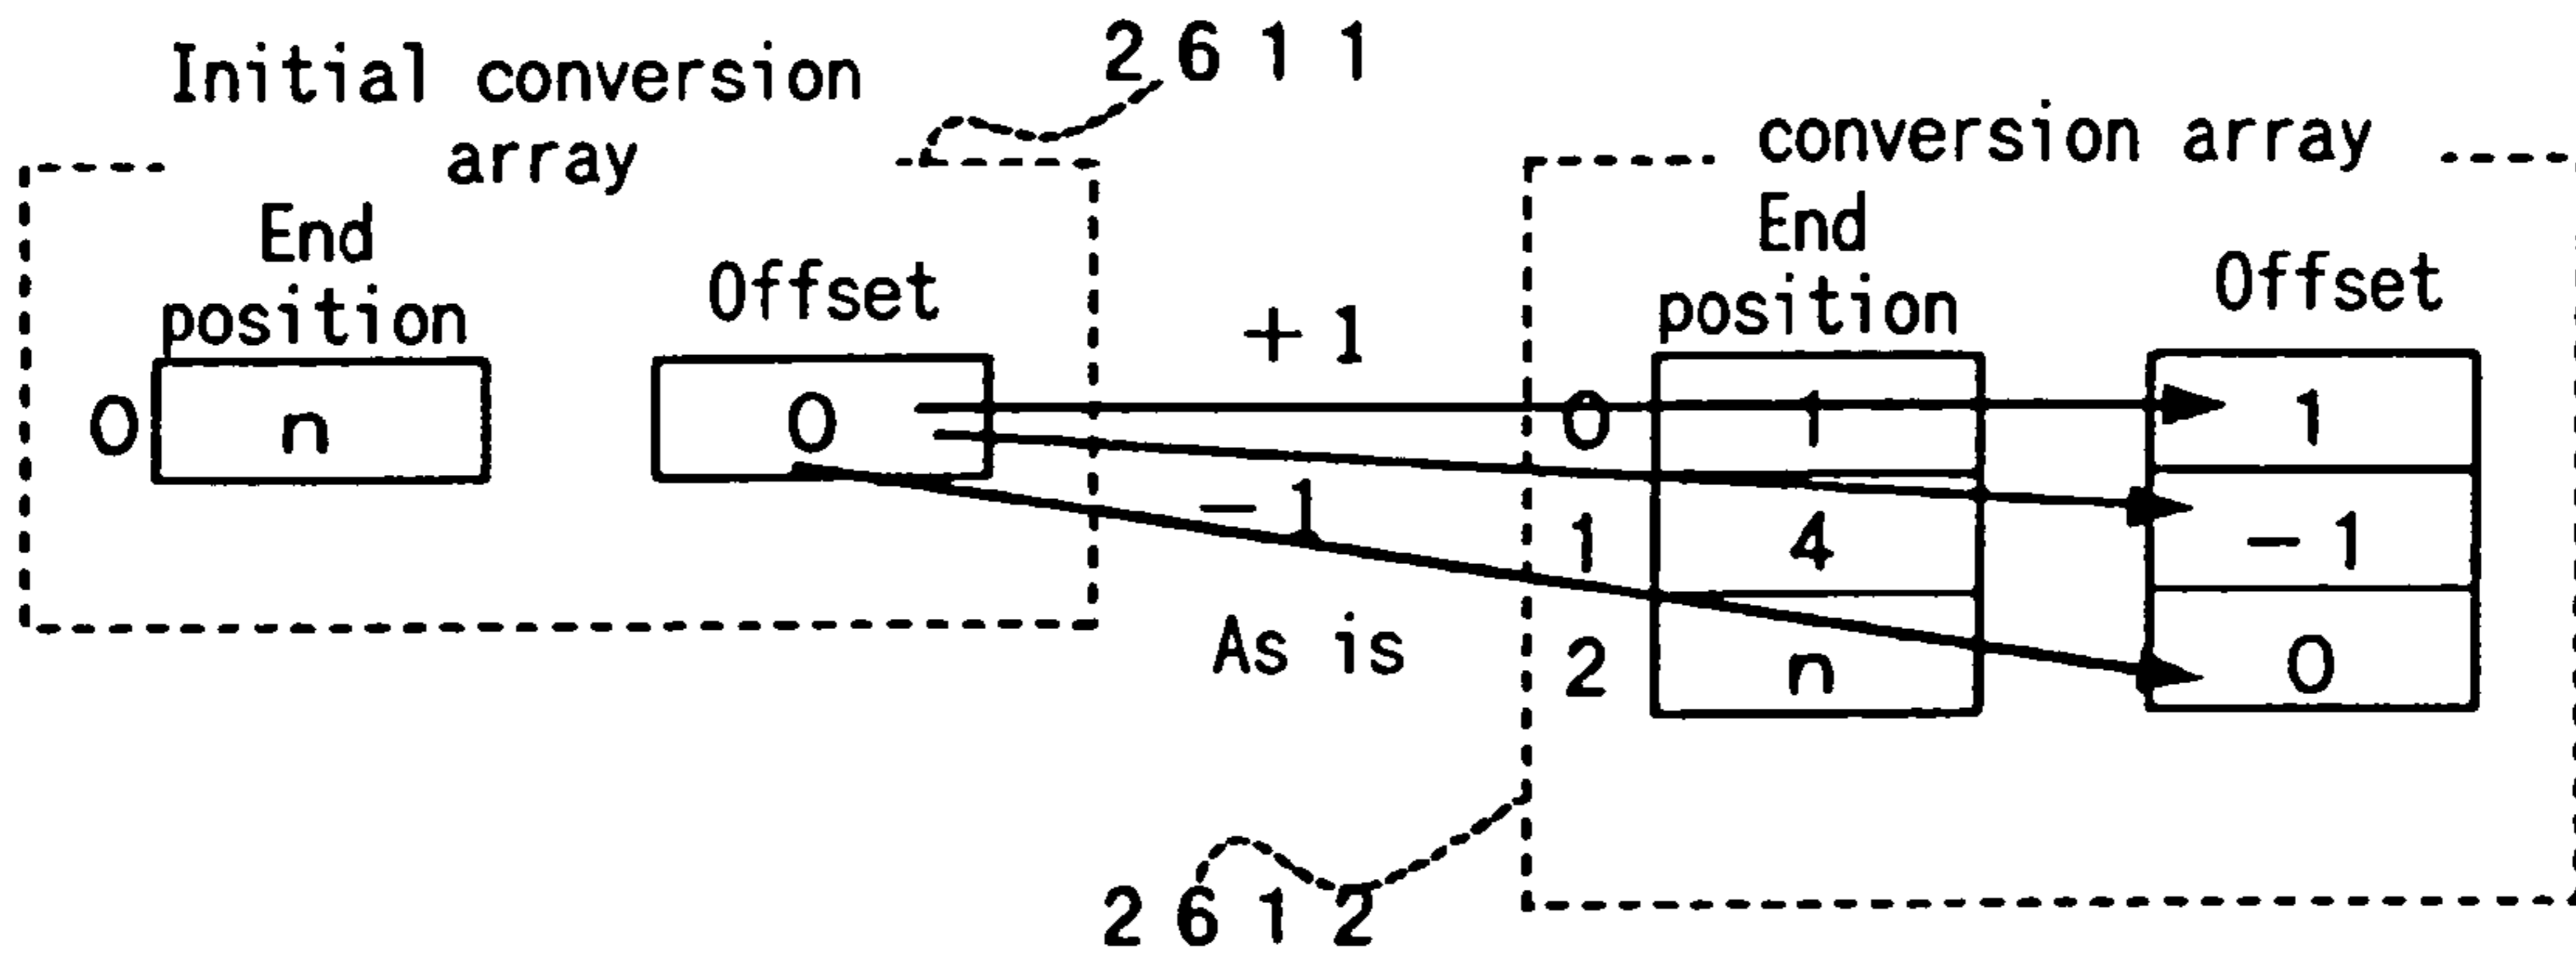 Initial conversion
array
2611
End
position
Offset
0
n
0
+1
-1
As is
conversion array
End
position
Offset
0
1
1
1
4
-1
2
n
0
2612